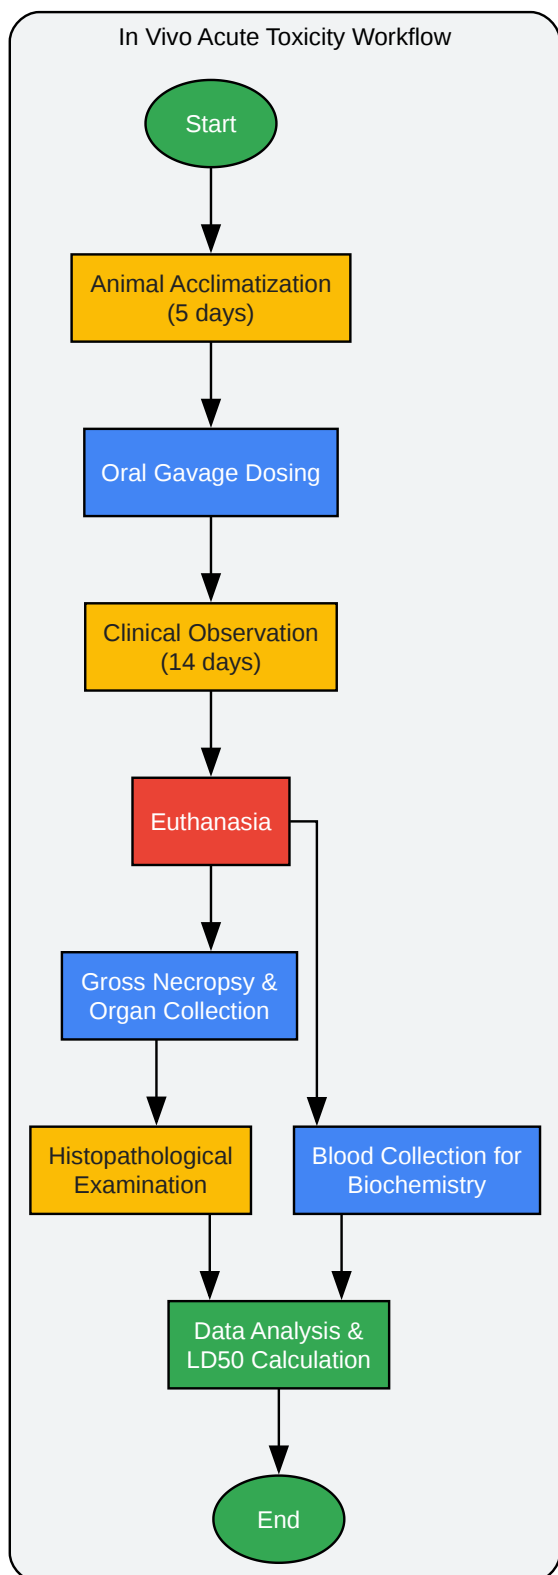 In Vivo Acute Toxicity Workflow
Start
Animal Acclimatization
(5 days)
Oral Gavage Dosing
Clinical Observation
(14 days)
Euthanasia
Gross Necropsy &
Organ Collection
Histopathological
Examination
Blood Collection for
Biochemistry
Data Analysis &
LD50 Calculation
End